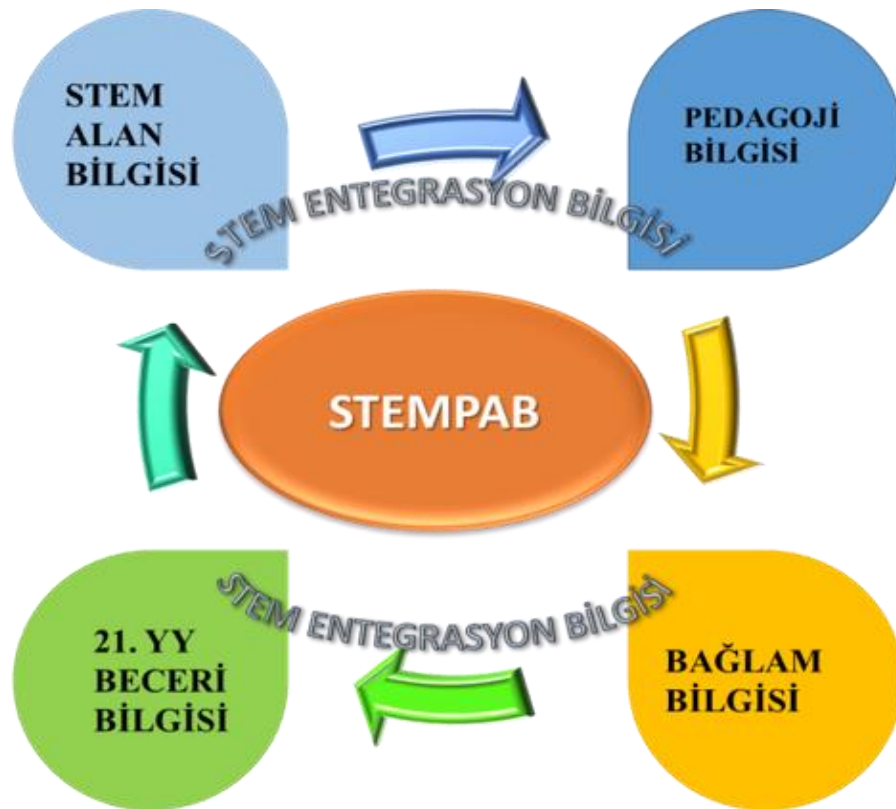 STEM
ALAN
BİLGİSİ
PEDAGOJİ
BİLGİSİ
STEM ENTEGRASYON BİLGİSİ
STEMPAB
STEM ENTEGRASYON BİLGİSİ
21. YY
BECERİ
BİLGİSİ
BAĞLAM
BİLGİSİ